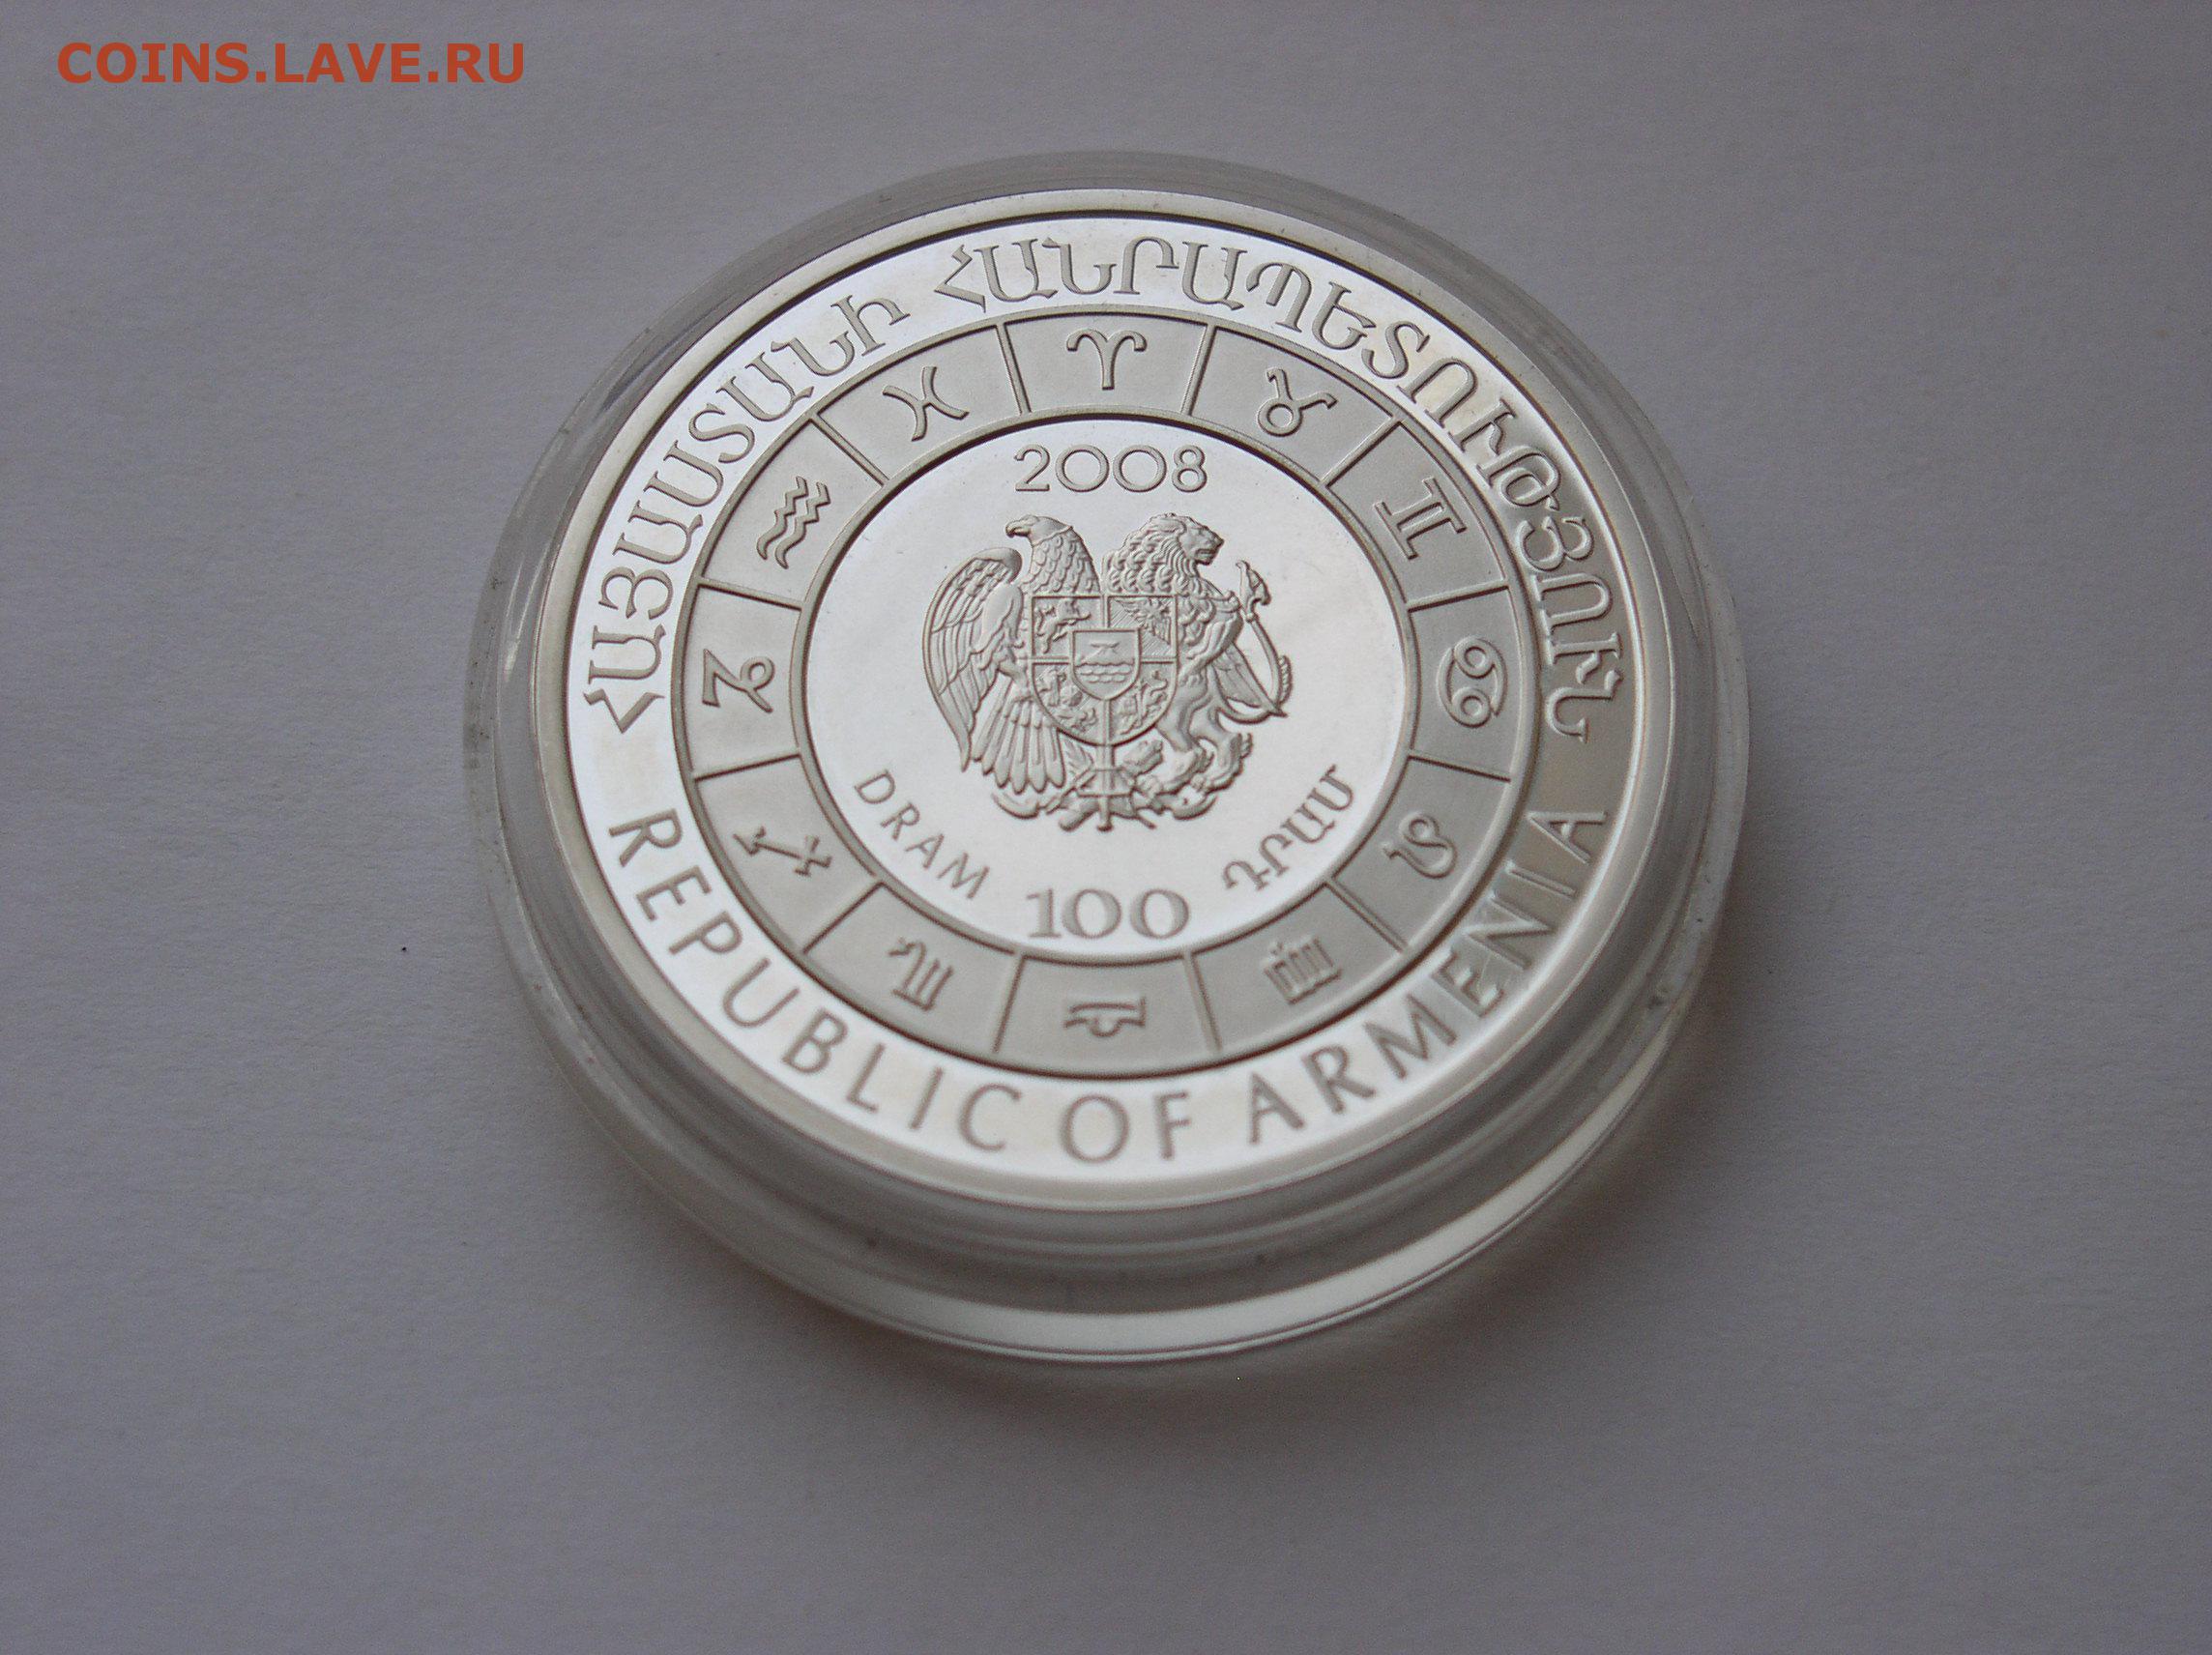 COINS.LAVE.RU
ՀԱՅԱՍՏԱՆԻ ՀԱՆՐԱՊԵՏՈՒԹՅՈՒՆ
2008
DRAM 100 ԴՐԱՄ
REPUBLIC OF ARMENIA